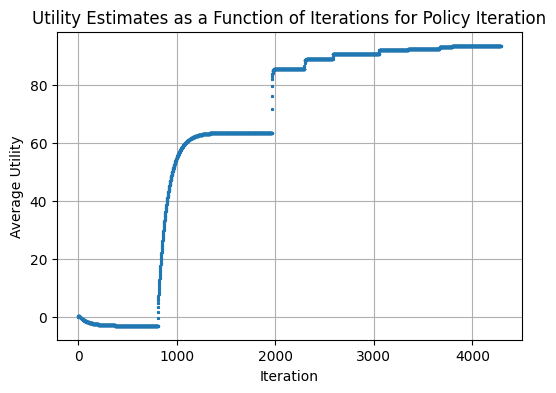 Utility Estimates as a Function of Iterations for Policy Iteration
Average Utility
80
60
40
20
0
0 1000 2000 3000 4000
Iteration